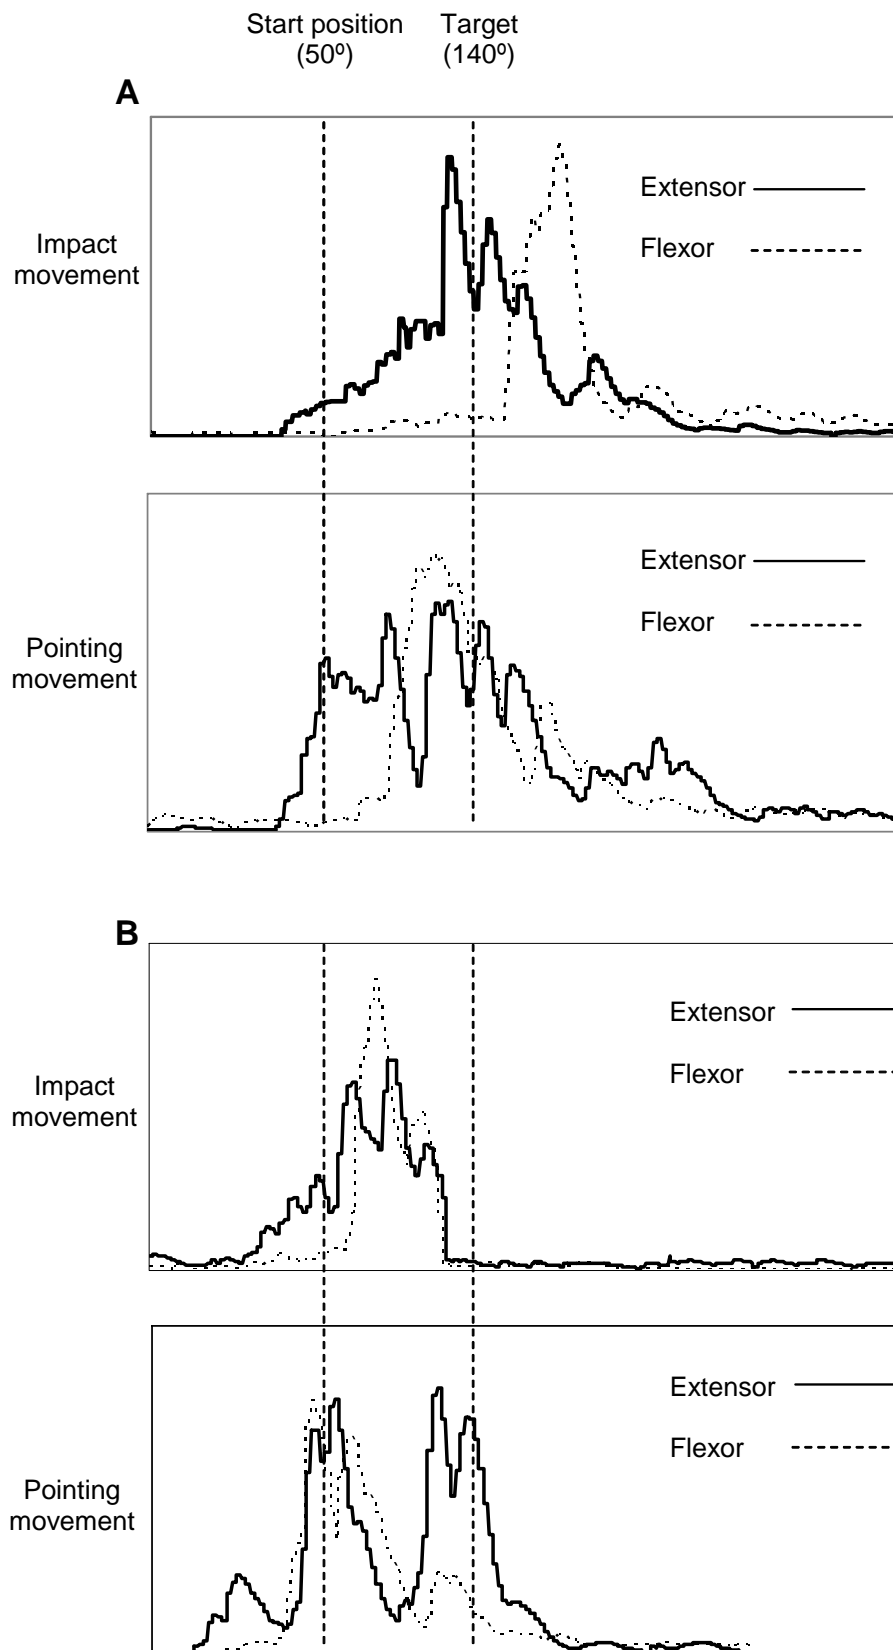 Start position
(50º)
Target
(140º)
A
Impact
movement
Extensor
Flexor
Pointing
movement
Extensor
Flexor
B
Impact
movement
Extensor
Flexor
Pointing
movement
Extensor
Flexor